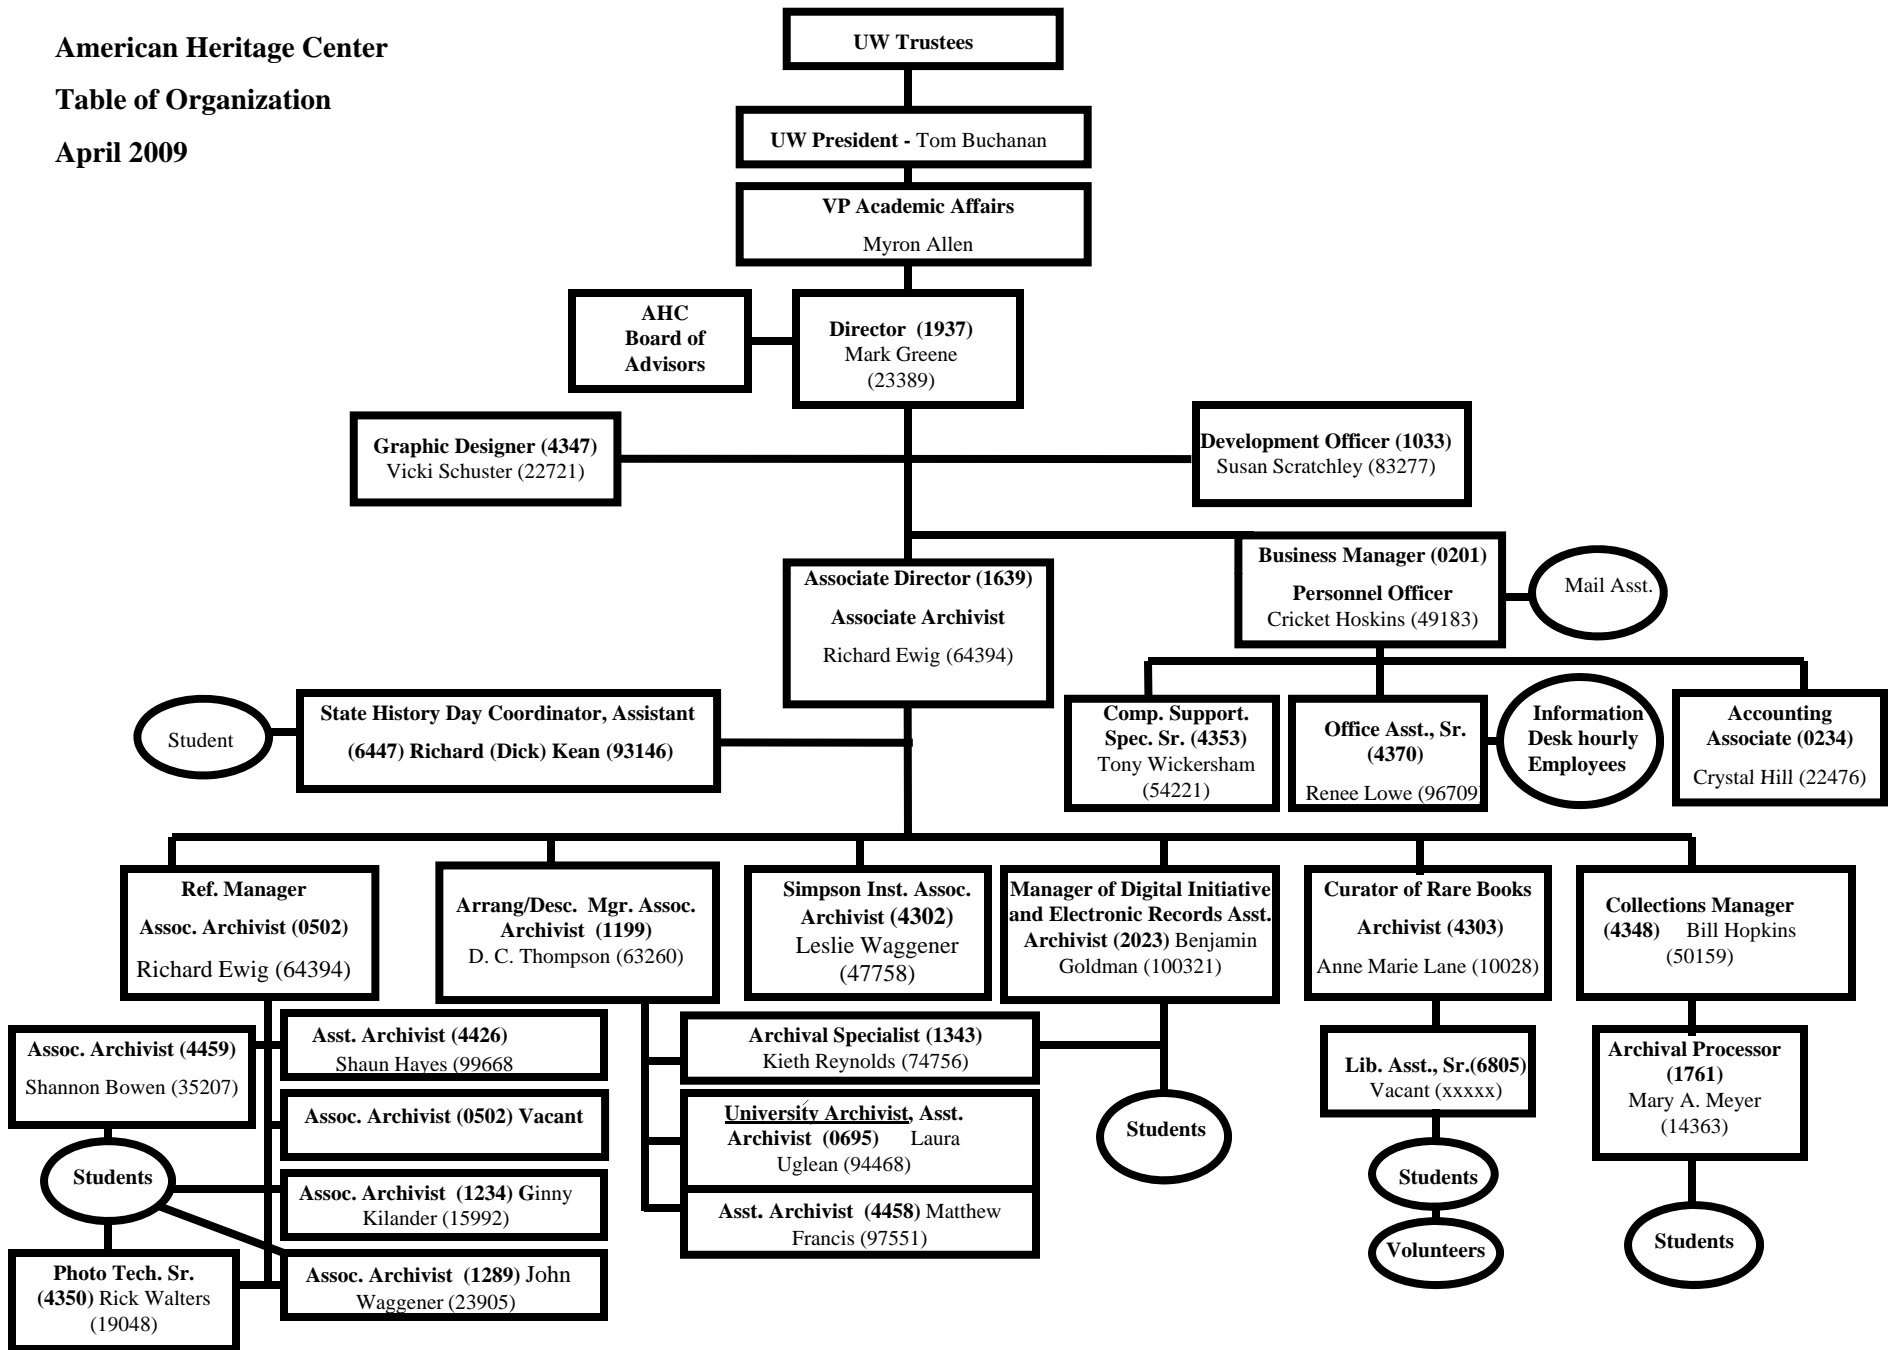 American Heritage Center
Table of Organization
April 2009
UW Trustees
UW President - Tom Buchanan
VP Academic Affairs
Myron Allen
AHC
Board of
Advisors
Director (1937)
Mark Greene
(23389)
Graphic Designer (4347)
Vicki Schuster (22721)
Development Officer (1033)
Susan Scratchley (83277)
Associate Director (1639)
Associate Archivist
Richard Ewig (64394)
Business Manager (0201)
Personnel Officer
Cricket Hoskins (49183)
Mail Asst.
Student
State History Day Coordinator, Assistant
(6447) Richard (Dick) Kean (93146)
Comp. Support.
Spec. Sr. (4353)
Tony Wickersham
(54221)
Office Asst., Sr.
(4370)
Renee Lowe (96709)
Information
Desk hourly
Employees
Accounting
Associate (0234)
Crystal Hill (22476)
Ref. Manager
Assoc. Archivist (0502)
Richard Ewig (64394)
Arrang/Desc. Mgr. Assoc.
Archivist (1199)
D. C. Thompson (63260)
Simpson Inst. Assoc.
Archivist (4302)
Leslie Waggener
(47758)
Manager of Digital Initiative
and Electronic Records Asst.
Archivist (2023) Benjamin
Goldman (100321)
Curator of Rare Books
Archivist (4303)
Anne Marie Lane (10028)
Collections Manager
(4348) Bill Hopkins
(50159)
Assoc. Archivist (4459)
Shannon Bowen (35207)
Asst. Archivist (4426)
Shaun Hayes (99668
Assoc. Archivist (0502) Vacant
Students
Assoc. Archivist (1234) Ginny
Kilander (15992)
Photo Tech. Sr.
(4350) Rick Walters
(19048)
Assoc. Archivist (1289) John
Waggener (23905)
Archival Specialist (1343)
Kieth Reynolds (74756)
University Archivist, Asst.
Archivist (0695) Laura
Uglean (94468)
Asst. Archivist (4458) Matthew
Francis (97551)
Students
Lib. Asst., Sr.(6805)
Vacant (xxxxx)
Students
Volunteers
Archival Processor
(1761)
Mary A. Meyer
(14363)
Students